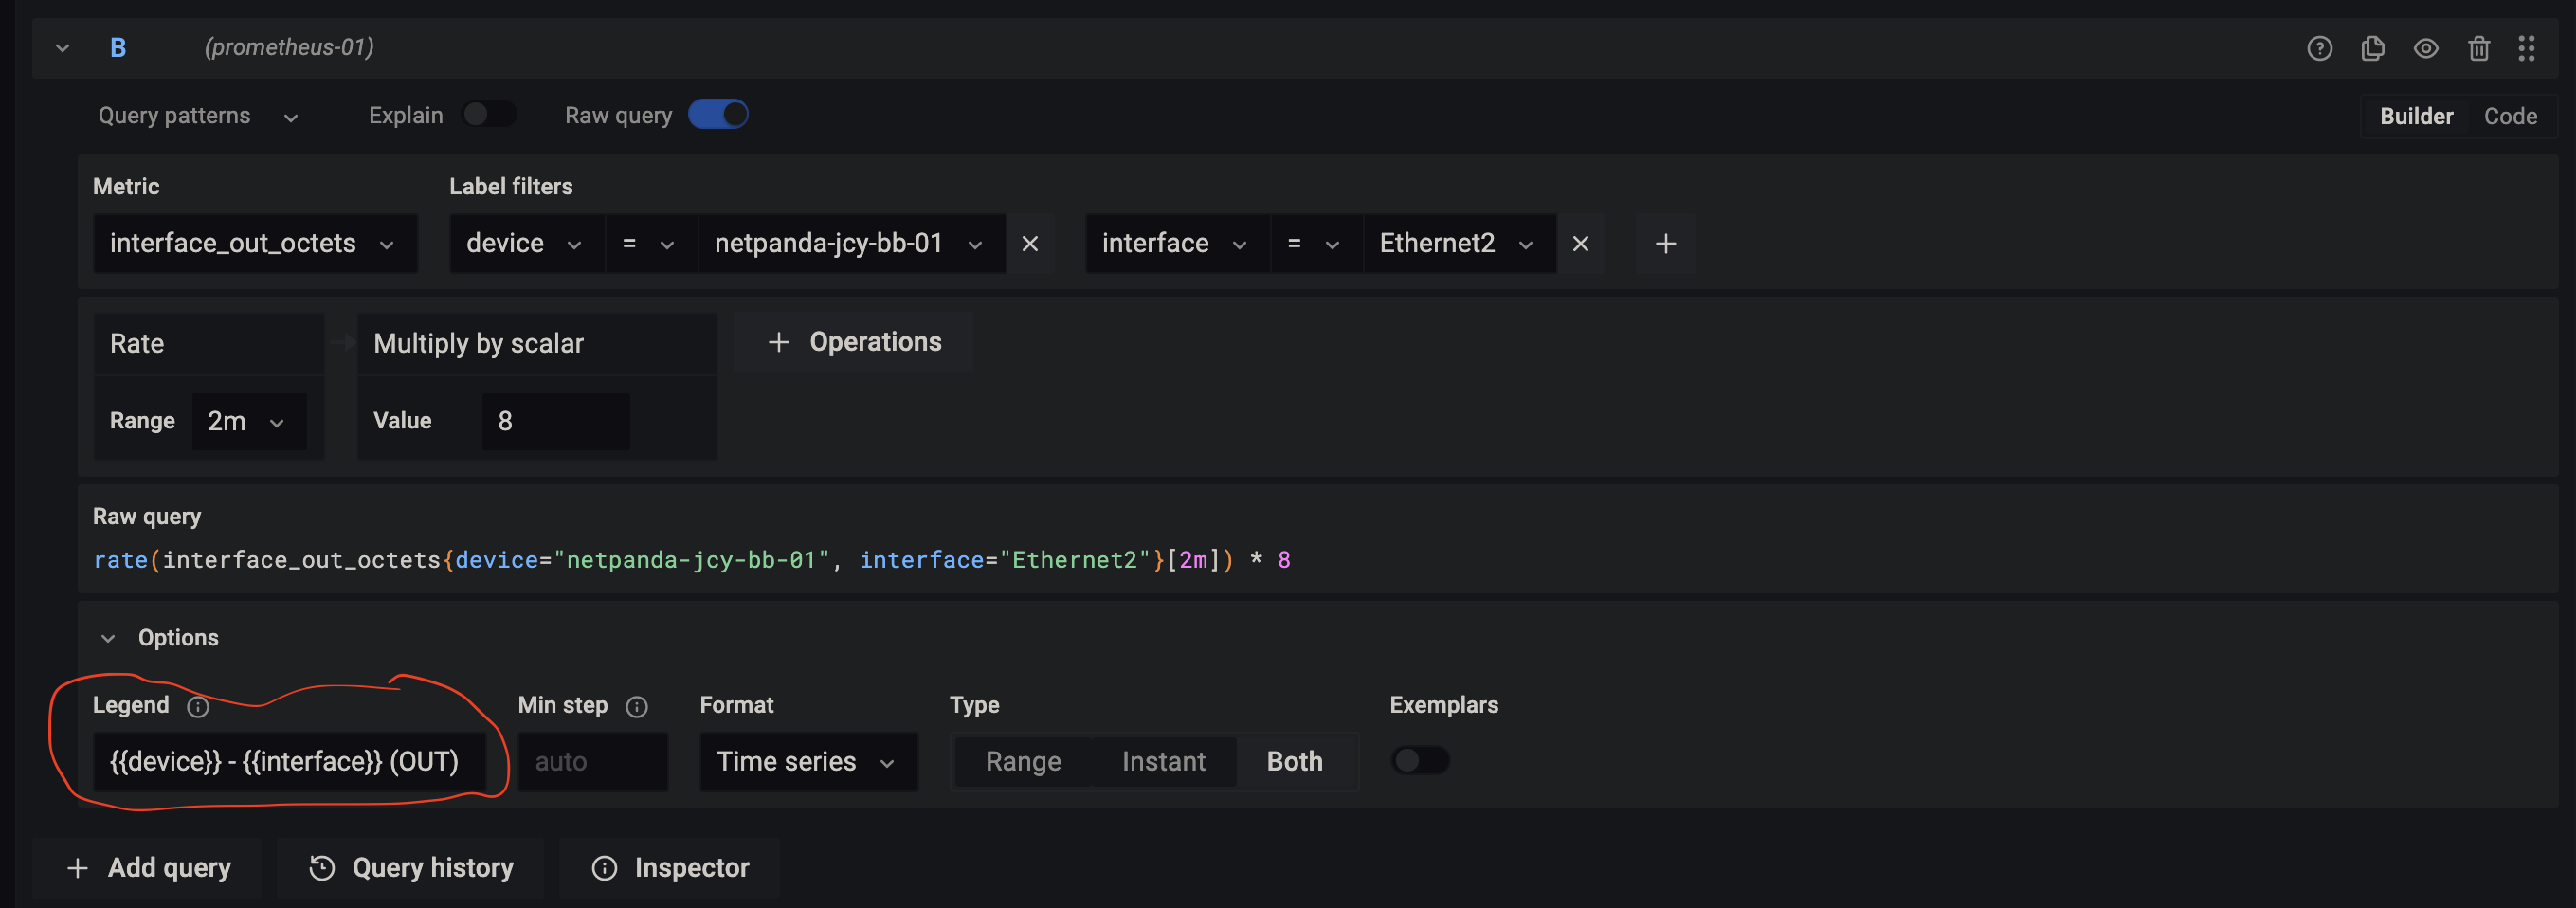 B (prometheus-01)
Query patterns Explain Raw query Builder Code
Metric Label filters
interface_out_octets device = netpanda-jcy-bb-01 interface = Ethernet2
Rate Multiply by scalar + Operations
Range 2m Value 8
Raw query
rate(interface_out_octets{device="netpanda-jcy-bb-01", interface="Ethernet2"}[2m]) * 8
Options
Legend Min step Format Type Exemplars
{{device}} - {{interface}} (OUT) auto Time series Range Instant Both
+ Add query Query history Inspector